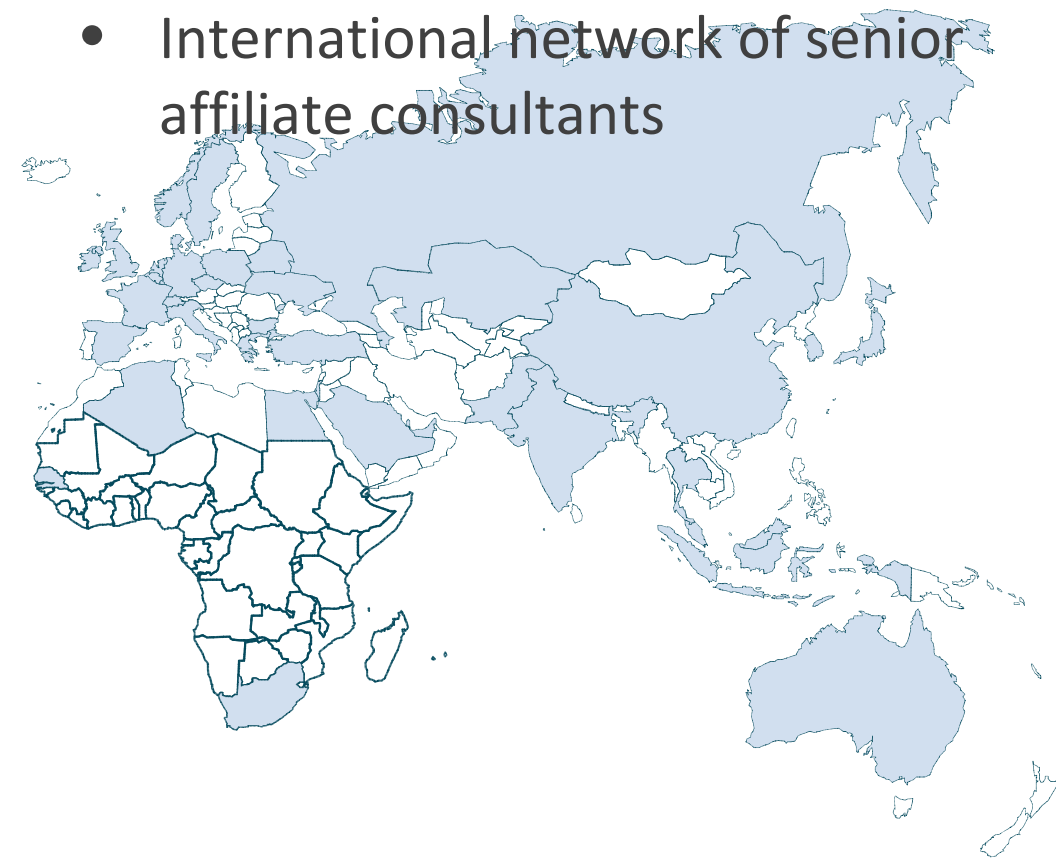 • International network of senior
affiliate consultants